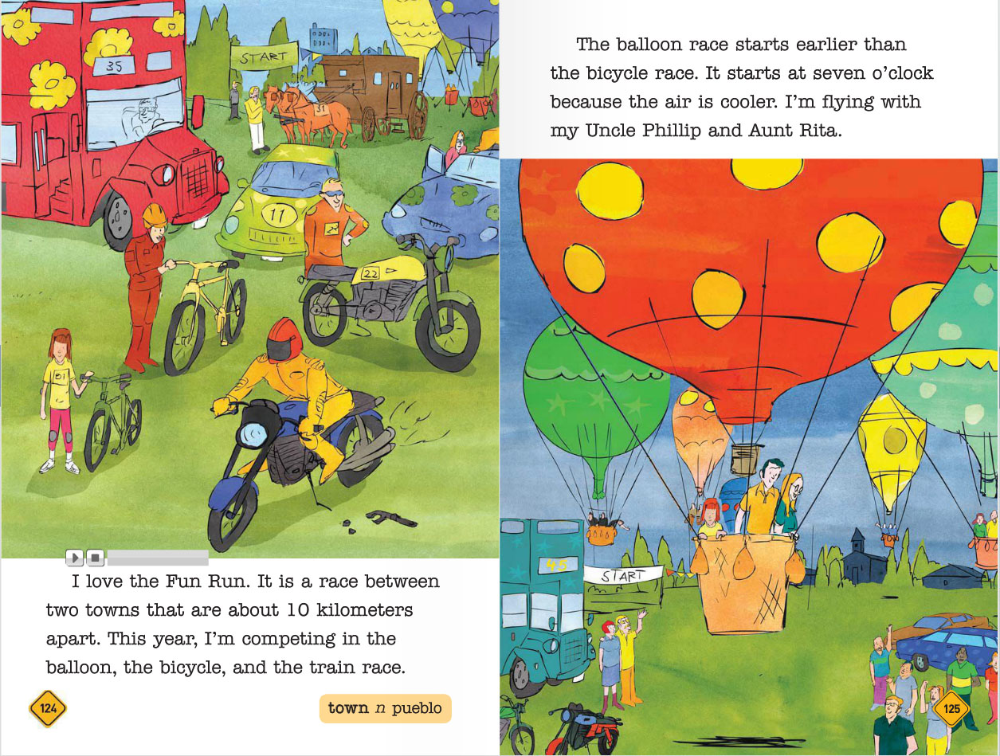 35
START
31
11
22
I love the Fun Run. It is a race between
two towns that are about 10 kilometers
apart. This year, I’m competing in the
balloon, the bicycle, and the train race.
124
town n pueblo
The balloon race starts earlier than
the bicycle race. It starts at seven o’clock
because the air is cooler. I’m flying with
my Uncle Phillip and Aunt Rita.
45
START
125